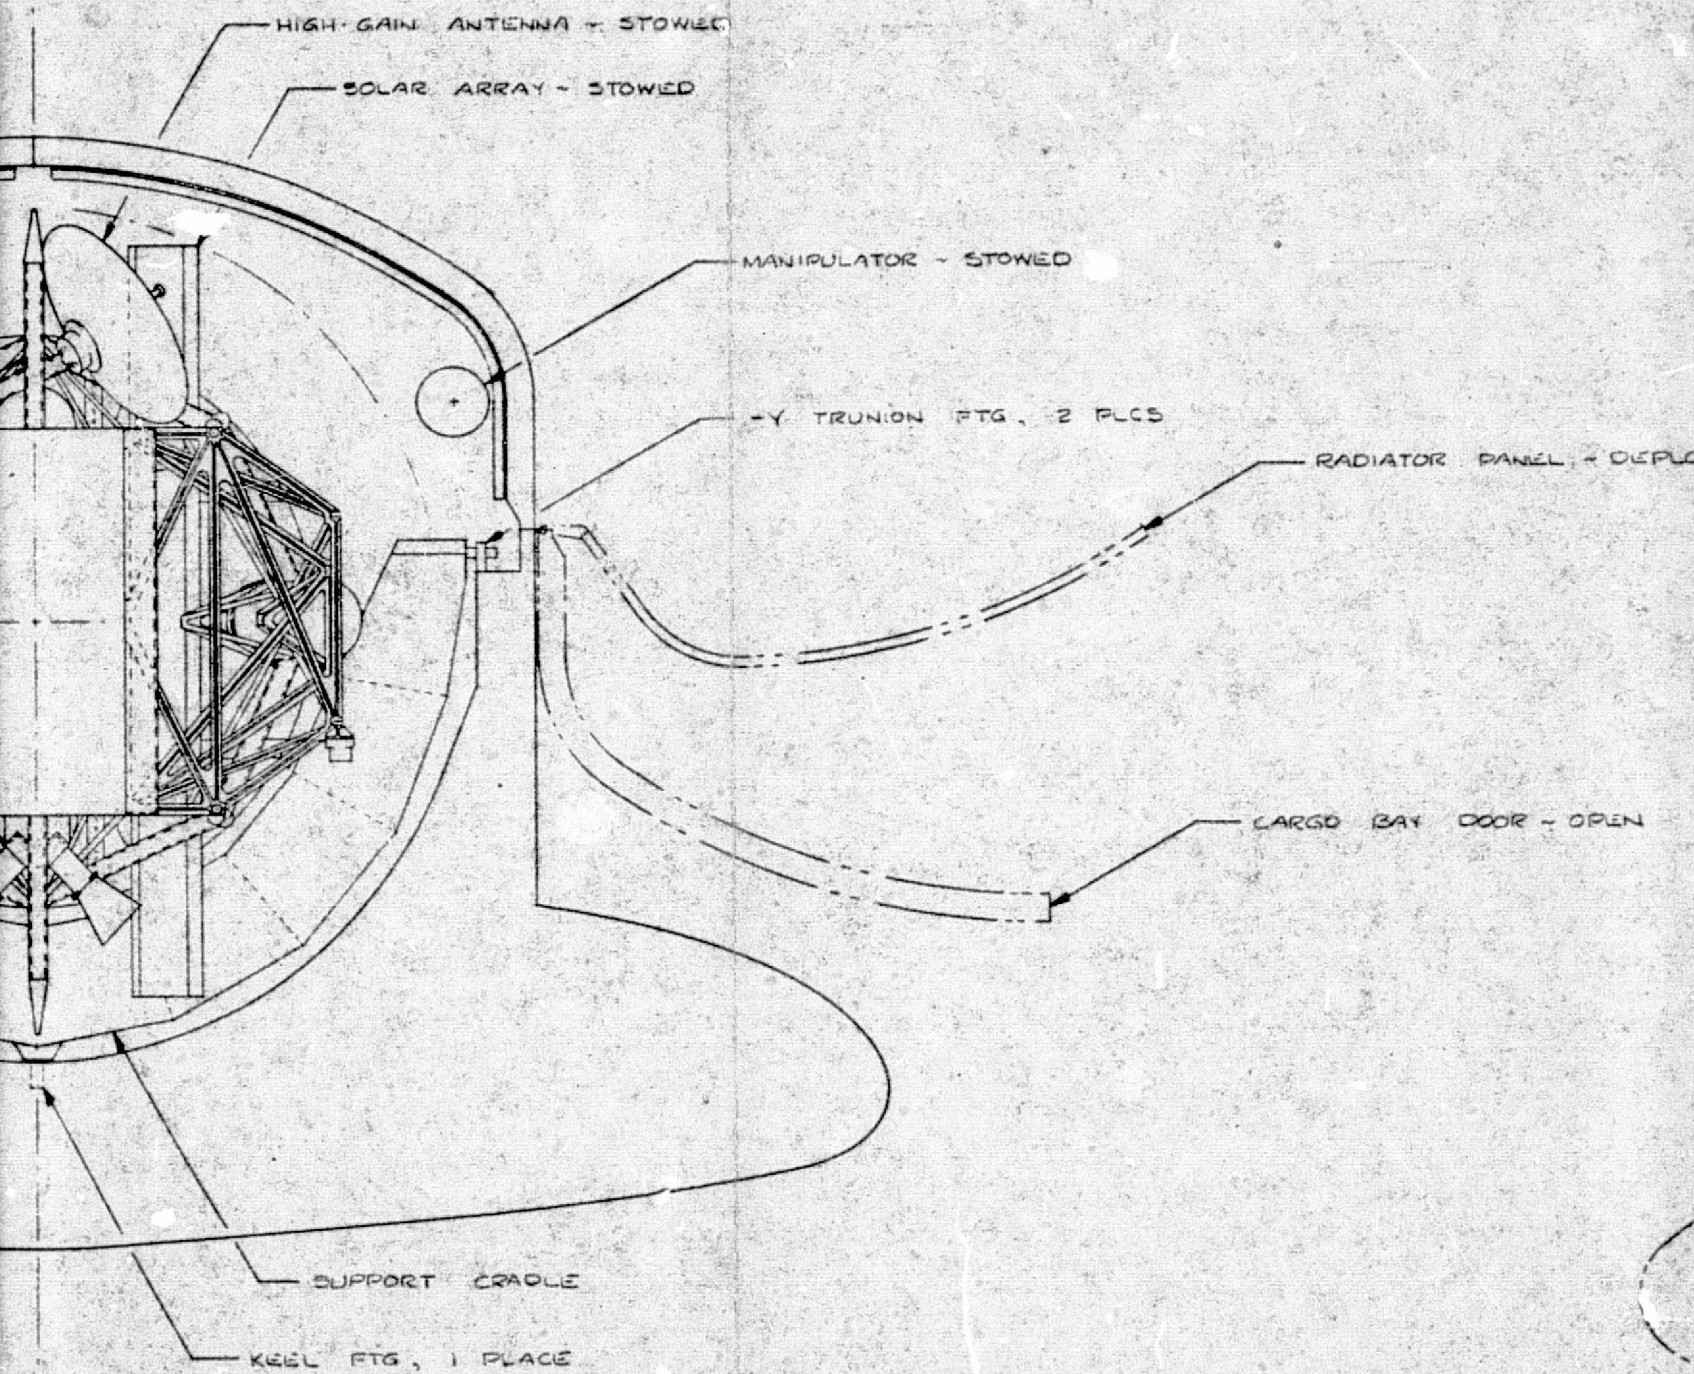 HIGH-GAIN ANTENNA ~ STOWED
SOLAR ARRAY ~ STOWED
MANIPULATOR ~ STOWED
-Y TRUNION FTG, 2 PLCS
RADIATOR PANEL ~ DEPLO
CARGO BAY DOOR ~ OPEN
SUPPORT CRADLE
KEEL FTG, 1 PLACE